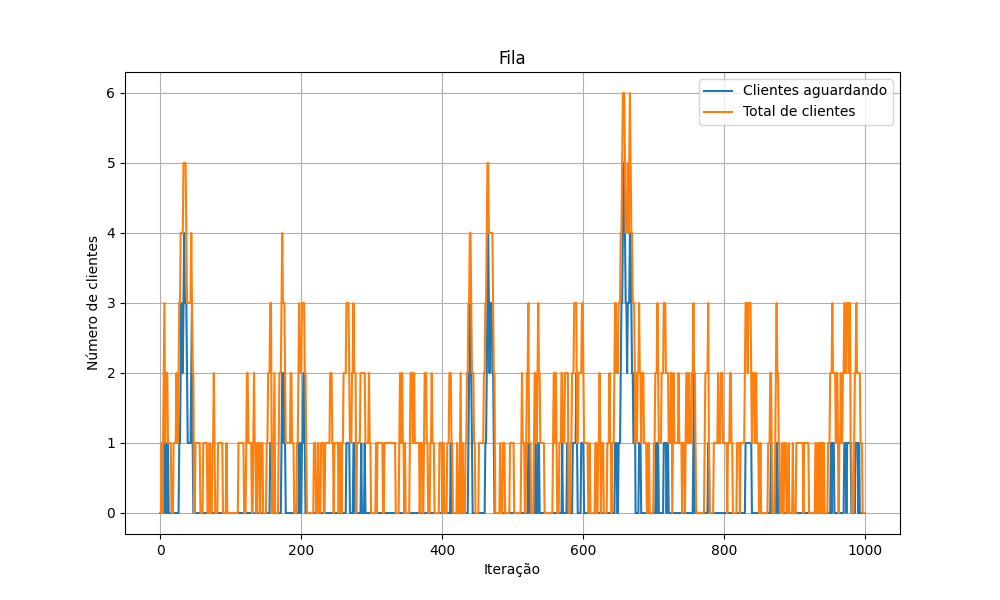 Fila
Clientes aguardando
Total de clientes
6
5
4
3
2
1
0
Número de clientes
0 200 400 600 800 1000
Iteração